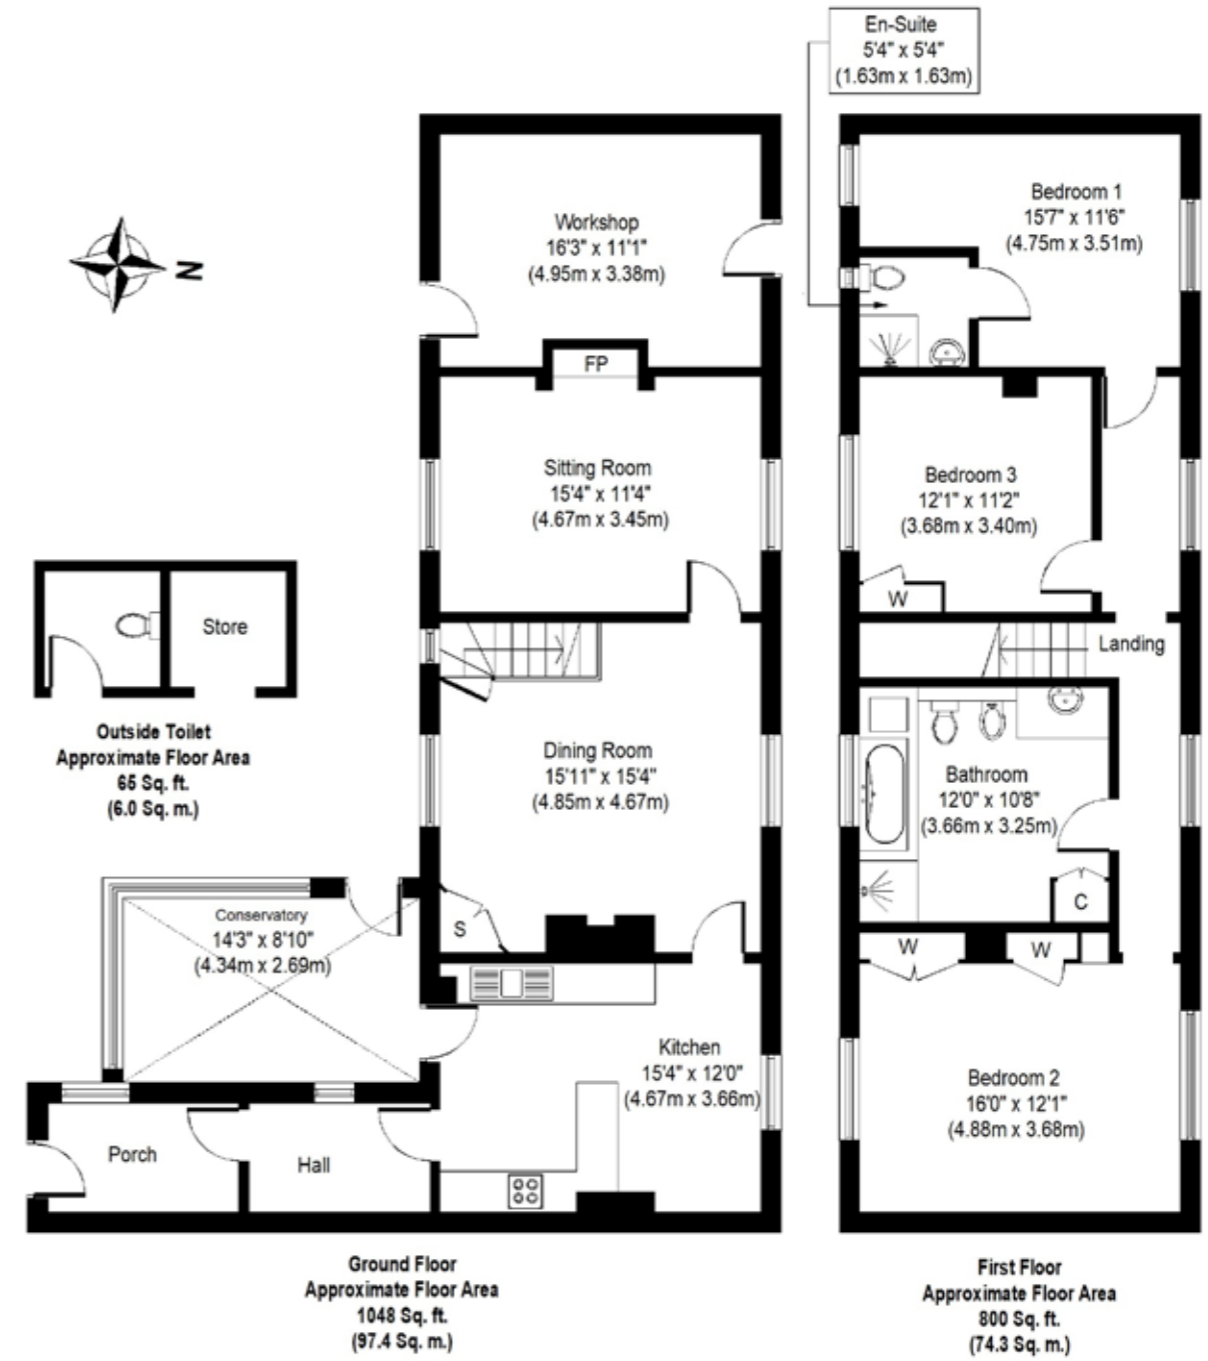 En-Suite
5'4" x 5'4"
(1.63m x 1.63m)
Workshop
16'3" x 11'1"
(4.95m x 3.38m)
Bedroom 1
15'7" x 11'6"
(4.75m x 3.51m)
N
FP
Sitting Room
15'4" x 11'4"
(4.67m x 3.45m)
Bedroom 3
12'1" x 11'2"
(3.68m x 3.40m)
W
Store
Landing
Outside Toilet
Approximate Floor Area
65 Sq. ft.
(6.0 Sq. m.)
Dining Room
15'11" x 15'4"
(4.85m x 4.67m)
Bathroom
12'0" x 10'8"
(3.66m x 3.25m)
C
S
Conservatory
14'3" x 8'10"
(4.34m x 2.69m)
W
W
Kitchen
15'4" x 12'0"
(4.67m x 3.66m)
Bedroom 2
16'0" x 12'1"
(4.88m x 3.68m)
Porch
Hall
Ground Floor
Approximate Floor Area
1048 Sq. ft.
(97.4 Sq. m.)
First Floor
Approximate Floor Area
800 Sq. ft.
(74.3 Sq. m.)